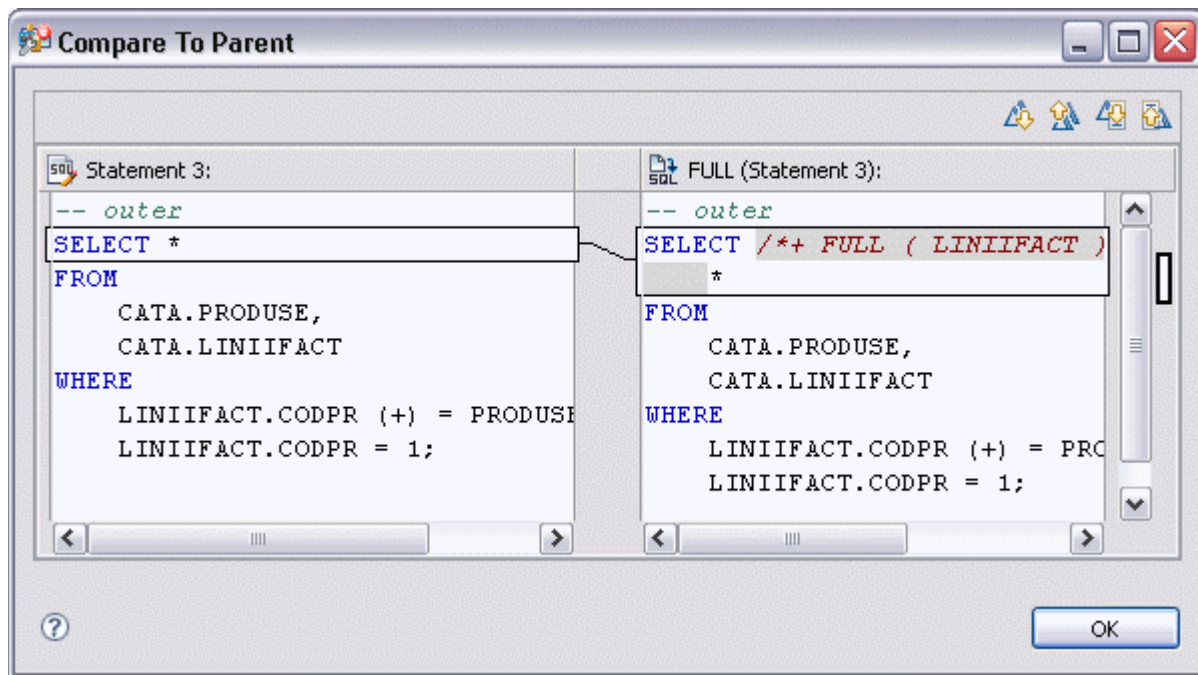 Compare To Parent
Statement 3:
-- outer
SELECT *
FROM
CATA.PRODUSE,
CATA.LINIIFACT
WHERE
LINIIFACT.CODPR (+) = PRODUSE
LINIIFACT.CODPR = 1;
FULL (Statement 3):
-- outer
SELECT /*+ FULL ( LINIIFACT )
*
FROM
CATA.PRODUSE,
CATA.LINIIFACT
WHERE
LINIIFACT.CODPR (+) = PRO
LINIIFACT.CODPR = 1;
OK